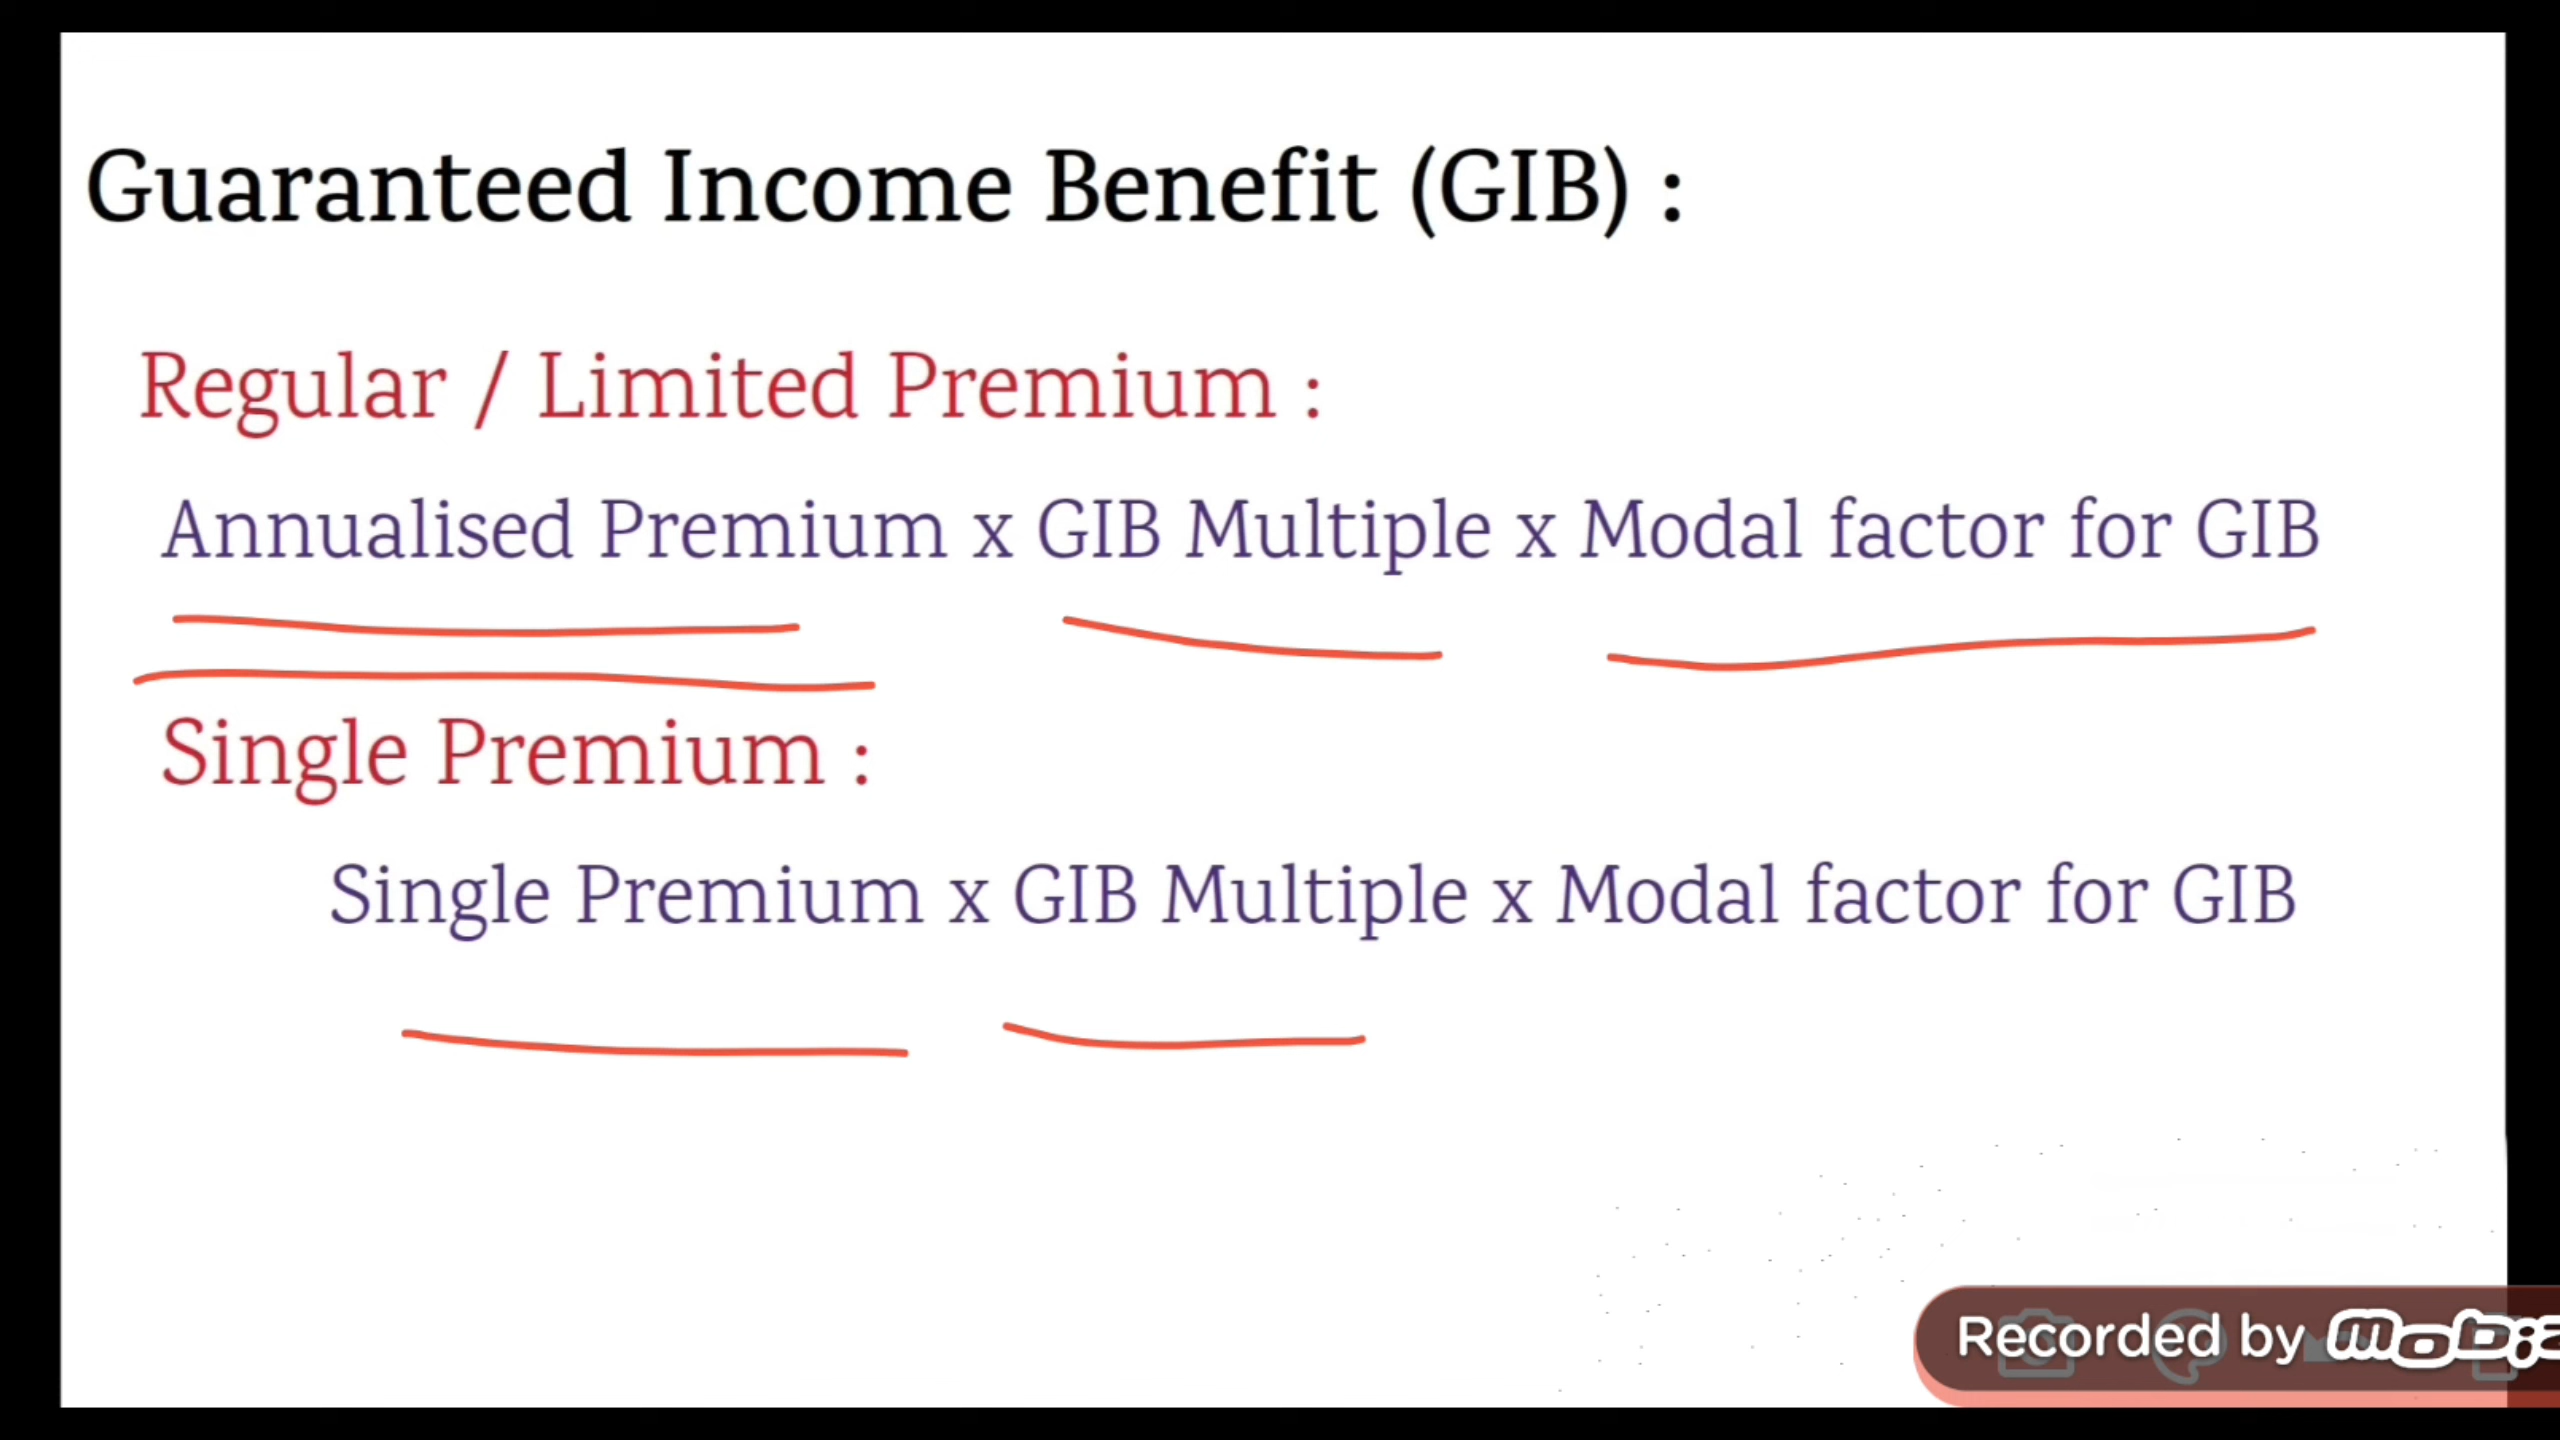 Guaranteed Income Benefit (GIB) :
Regular / Limited Premium :
Annualised Premium x GIB Multiple x Modal factor for GIB
Single Premium :
Single Premium x GIB Multiple x Modal factor for GIB
Recorded by